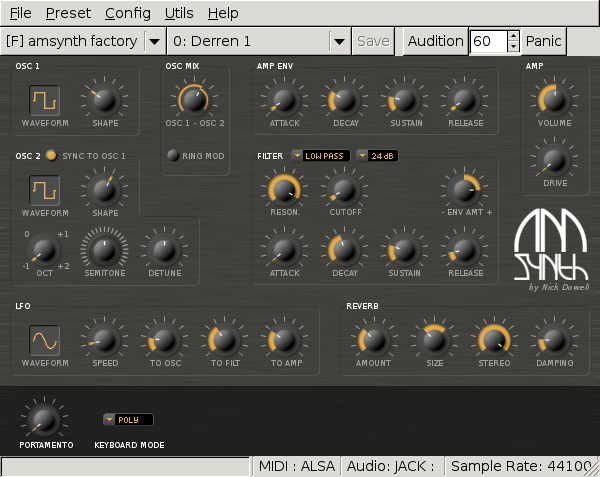 File Preset Config Utils Help
[F] amsynth factory 0: Derren 1 Save Audition 60 Panic
OSC 1 OSC MIX AMP ENV AMP
WAVEFORM SHAPE OSC 1 - OSC 2 ATTACK DECAY SUSTAIN RELEASE VOLUME
OSC 2 SYNC TO OSC 1 RING MOD FILTER LOW PASS 24 dB
DRIVE
WAVEFORM SHAPE RESON. CUTOFF - ENV AMT +
0 +1
-1 +2
OCT SEMITONE DETUNE ATTACK DECAY SUSTAIN RELEASE
AM
SYNth
by Nick Dowell
LFO REVERB
WAVEFORM SPEED TO OSC TO FILT TO AMP AMOUNT SIZE STEREO DAMPING
POLY
PORTAMENTO KEYBOARD MODE
MIDI : ALSA Audio: JACK : Sample Rate: 44100